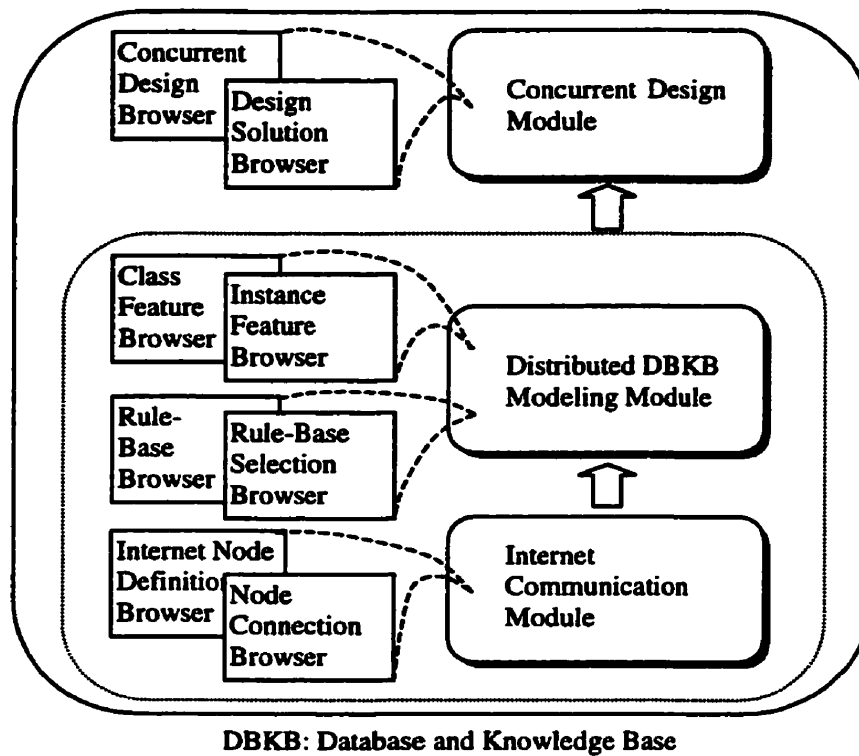 Concurrent
Design
Browser
Design
Solution
Browser
Concurrent Design
Module
Class
Feature
Browser
Instance
Feature
Browser
Distributed DBKB
Modeling Module
Rule-
Base
Browser
Rule-Base
Selection
Browser
Internet Node
Definition
Browser
Node
Connection
Browser
Internet
Communication
Module
DBKB: Database and Knowledge Base